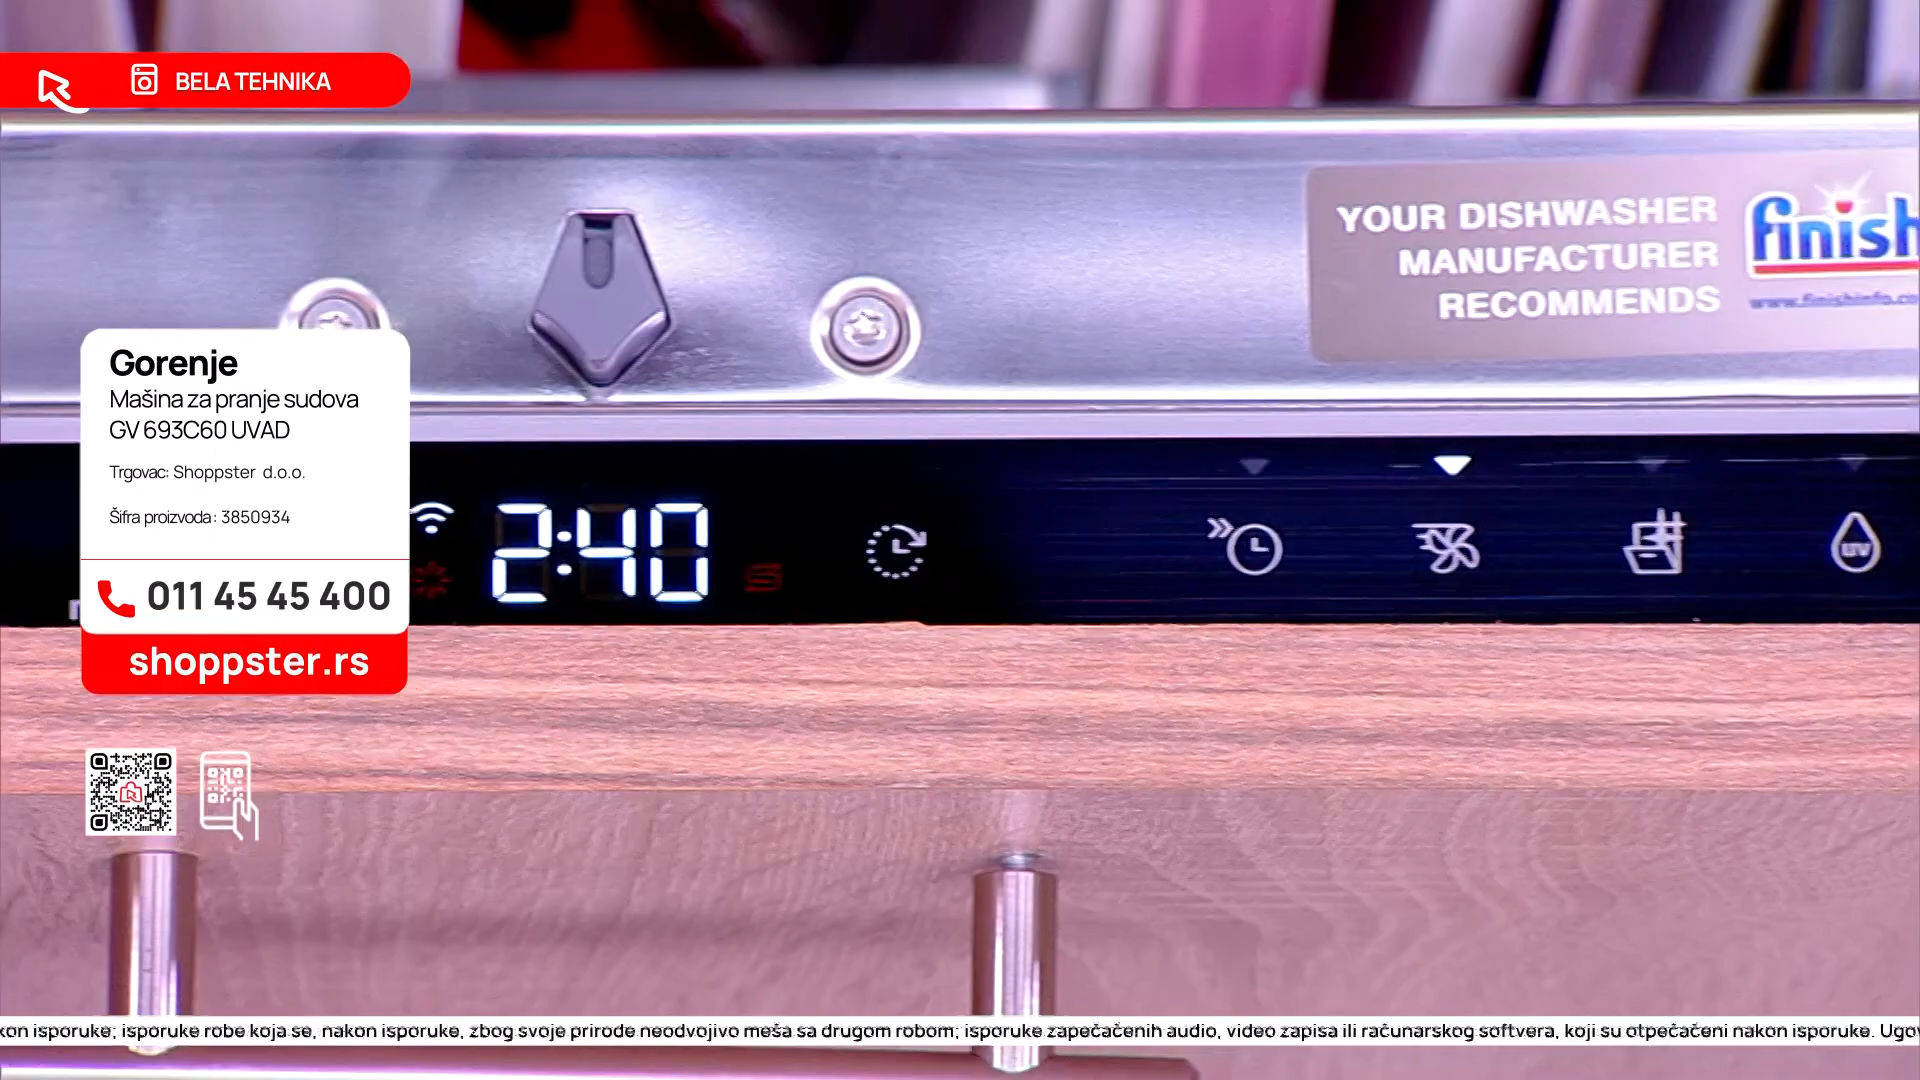 BELA TEHNIKA
YOUR DISHWASHER
MANUFACTURER
RECOMMENDS
finish
Gorenje
Mašina za pranje sudova
GV 693C60 UVAD
Trgovac: Shoppster d.o.o.
Šifra proizvoda: 3850934
011 45 45 400
shoppster.rs
2:40
UV
isporuke; isporuke robe koja se, nakon isporuke, zbog svoje prirode neodvojivo meša sa drugom robom; isporuke zapečaćenih audio, video zapisa ili računarskog softvera, koji su otpečaćeni nakon isporuke.